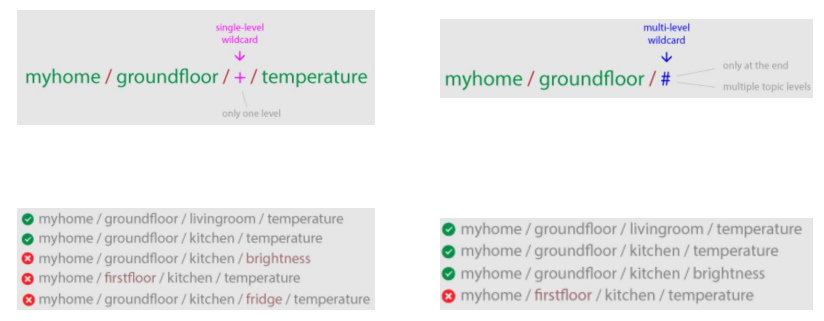 single-level
wildcard
myhome / groundfloor / + / temperature
only one level
multi-level
wildcard
myhome / groundfloor / #
only at the end
multiple topic levels
myhome / groundfloor / livingroom / temperature
myhome / groundfloor / kitchen / temperature
myhome / groundfloor / kitchen / brightness
myhome / firstfloor / kitchen / temperature
myhome / groundfloor / kitchen / fridge / temperature
myhome / groundfloor / livingroom / temperature
myhome / groundfloor / kitchen / temperature
myhome / groundfloor / kitchen / brightness
myhome / firstfloor / kitchen / temperature